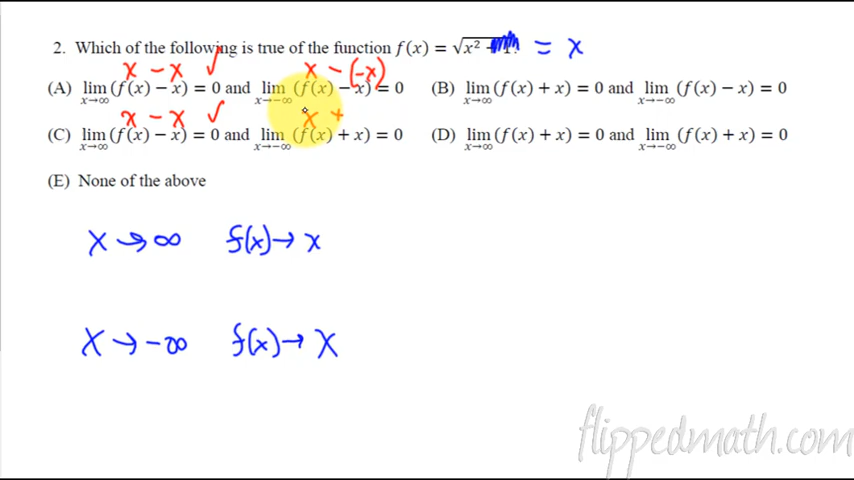 2. Which of the following is true of the function f(x) = √x² − 1. = x
x − x ✓ x − (−x)
(A) lim x→∞ (f(x) − x) = 0 and lim x→−∞ (f(x) − x) = 0 (B) lim x→∞ (f(x) + x) = 0 and lim x→−∞ (f(x) − x) = 0
x − x ✓ x +
(C) lim x→∞ (f(x) − x) = 0 and lim x→−∞ (f(x) + x) = 0 (D) lim x→∞ (f(x) + x) = 0 and lim x→−∞ (f(x) + x) = 0
(E) None of the above
x → ∞ f(x) → x
x → −∞ f(x) → x
flippedmath.com